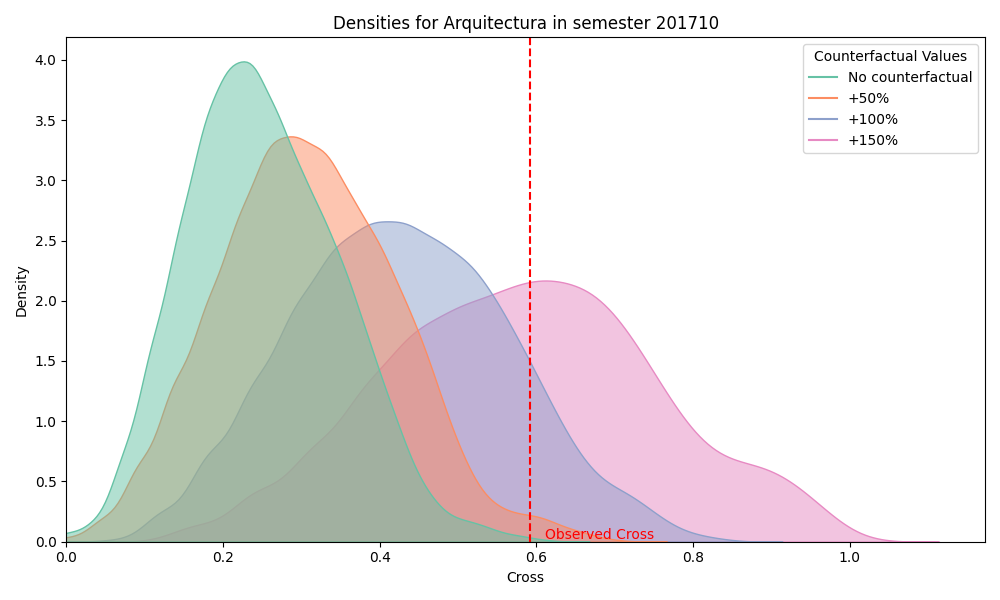 Densities for Arquitectura in semester 201710
Counterfactual Values
No counterfactual
+50%
+100%
+150%
Density
4.0
3.5
3.0
2.5
2.0
1.5
1.0
0.5
0.0
Observed Cross
0.0 0.2 0.4 0.6 0.8 1.0
Cross